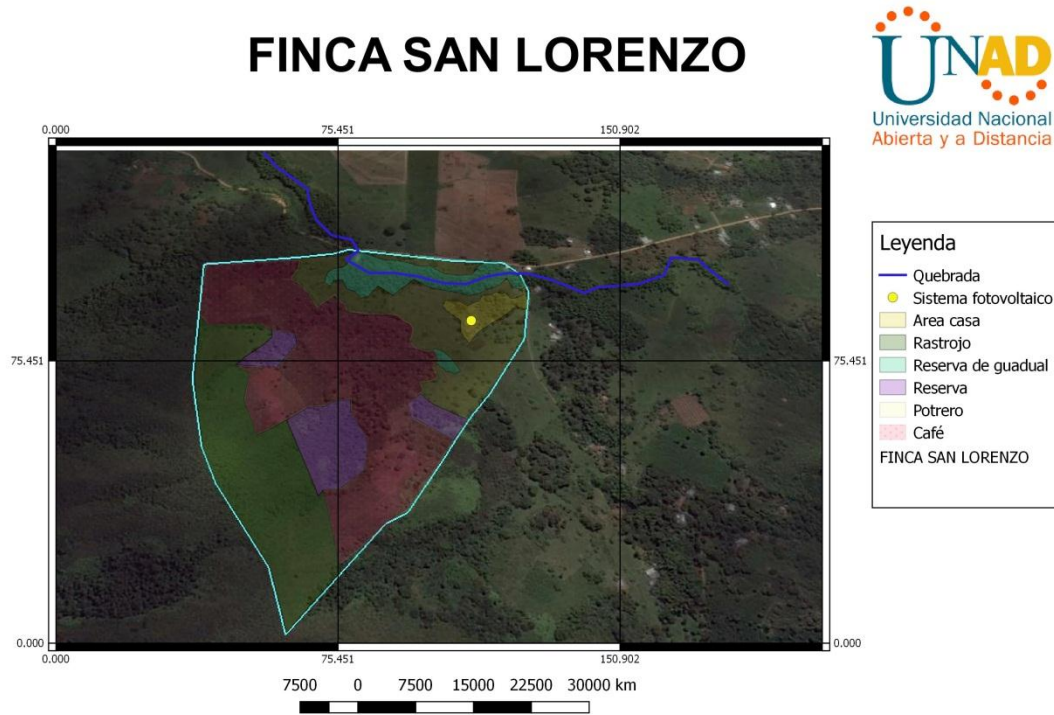 FINCA SAN LORENZO
UNAD
Universidad Nacional
Abierta y a Distancia
0.000 75.451 150.902
75.451 75.451
0.000 0.000
0.000 75.451 150.902
7500 0 7500 15000 22500 30000 km
Leyenda
Quebrada
Sistema fotovoltaico
Area casa
Rastrojo
Reserva de guadual
Reserva
Potrero
Café
FINCA SAN LORENZO